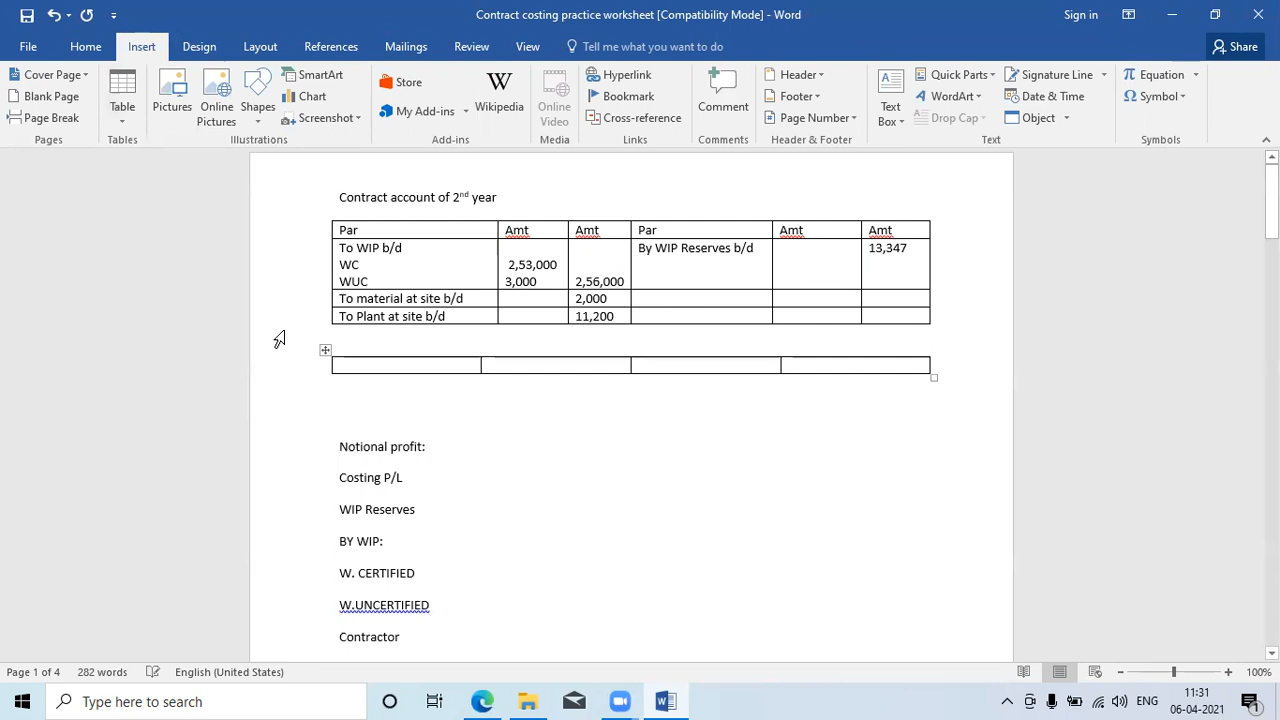 Contract costing practice worksheet [Compatibility Mode] - Word
Sign in
File Home Insert Design Layout References Mailings Review View Tell me what you want to do
Share
Cover Page
Blank Page
Page Break
Pages
Table
Tables
Pictures
Online Pictures
Shapes
SmartArt
Chart
Screenshot
Illustrations
Store
My Add-ins
Wikipedia
Add-ins
Online Video
Media
Hyperlink
Bookmark
Cross-reference
Links
Comment
Comments
Header
Footer
Page Number
Header & Footer
Text Box
Quick Parts
WordArt
Drop Cap
Signature Line
Date & Time
Object
Text
Equation
Symbol
Symbols
Contract account of 2nd year
Par Amt Amt Par Amt Amt
To WIP b/d By WIP Reserves b/d 13,347
WC 2,53,000
WUC 3,000 2,56,000
To material at site b/d 2,000
To Plant at site b/d 11,200
Notional profit:
Costing P/L
WIP Reserves
BY WIP:
W. CERTIFIED
W.UNCERTIFIED
Contractor
Page 1 of 4 282 words English (United States) 100%
Type here to search
ENG
11:31
06-04-2021
1